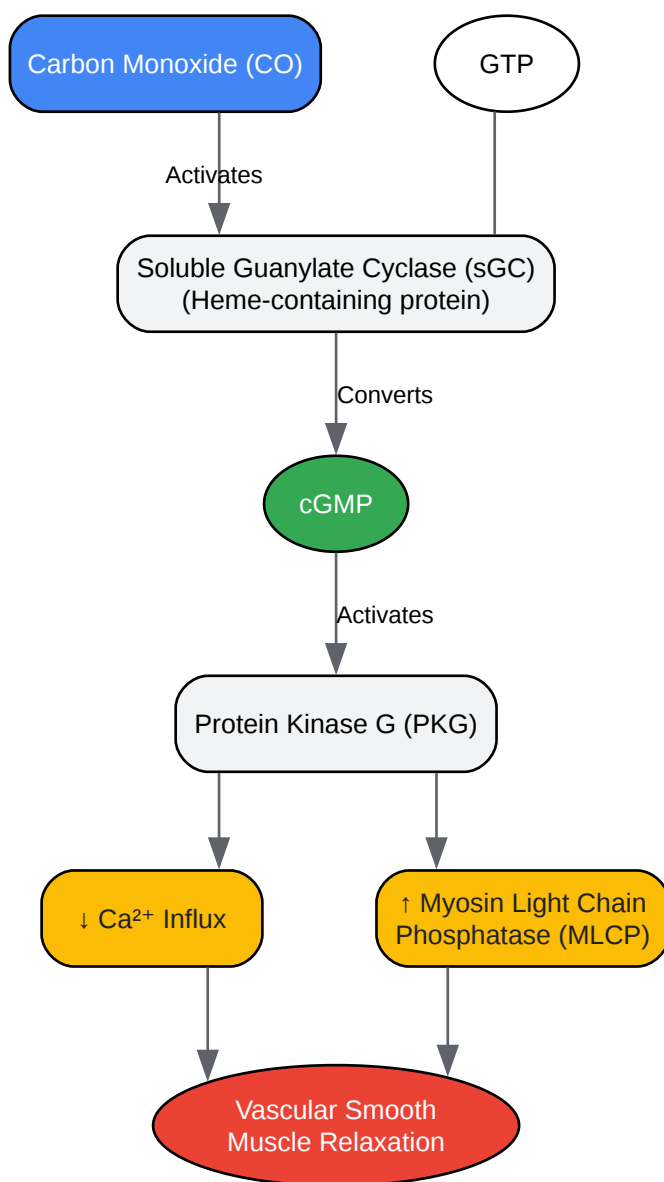 Carbon Monoxide (CO)
GTP
Activates
Soluble Guanylate Cyclase (sGC)
(Heme-containing protein)
Converts
cGMP
Activates
Protein Kinase G (PKG)
↓ Ca²⁺ Influx
↑ Myosin Light Chain
Phosphatase (MLCP)
Vascular Smooth
Muscle Relaxation